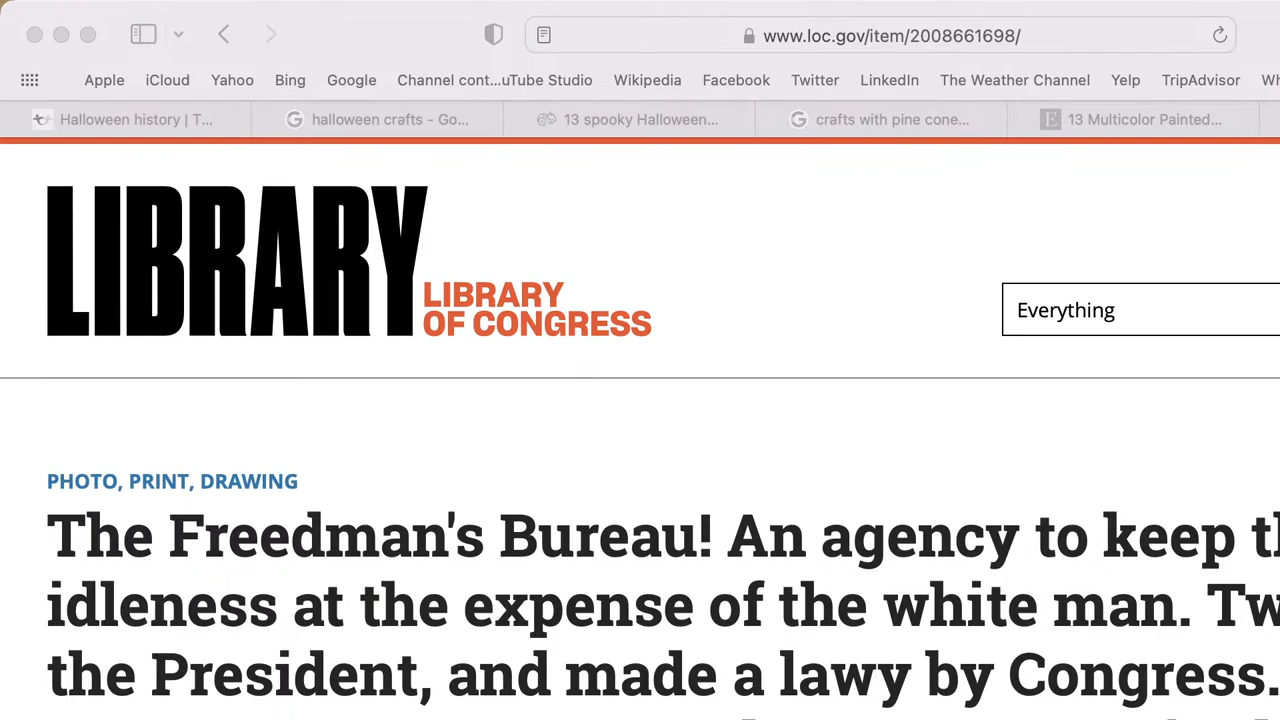 www.loc.gov/item/2008661698/
Apple iCloud Yahoo Bing Google Channel cont...uTube Studio Wikipedia Facebook Twitter LinkedIn The Weather Channel Yelp TripAdvisor Wh
Halloween history | T... halloween crafts - Go... 13 spooky Halloween... crafts with pine cone... E 13 Multicolor Painted...
LIBRARY
LIBRARY
OF CONGRESS
Everything
PHOTO, PRINT, DRAWING
The Freedman's Bureau! An agency to keep th
idleness at the expense of the white man. Tw
the President, and made a lawy by Congress.